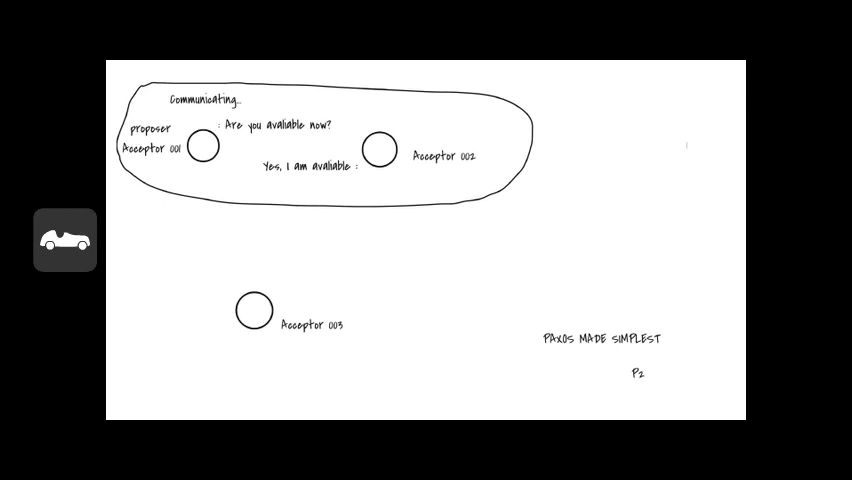 Communicating...
proposer
: Are you avaliable now?
Acceptor 001
Acceptor 002
Yes, I am avaliable :
Acceptor 003
PAXOS MADE SIMPLEST
P2